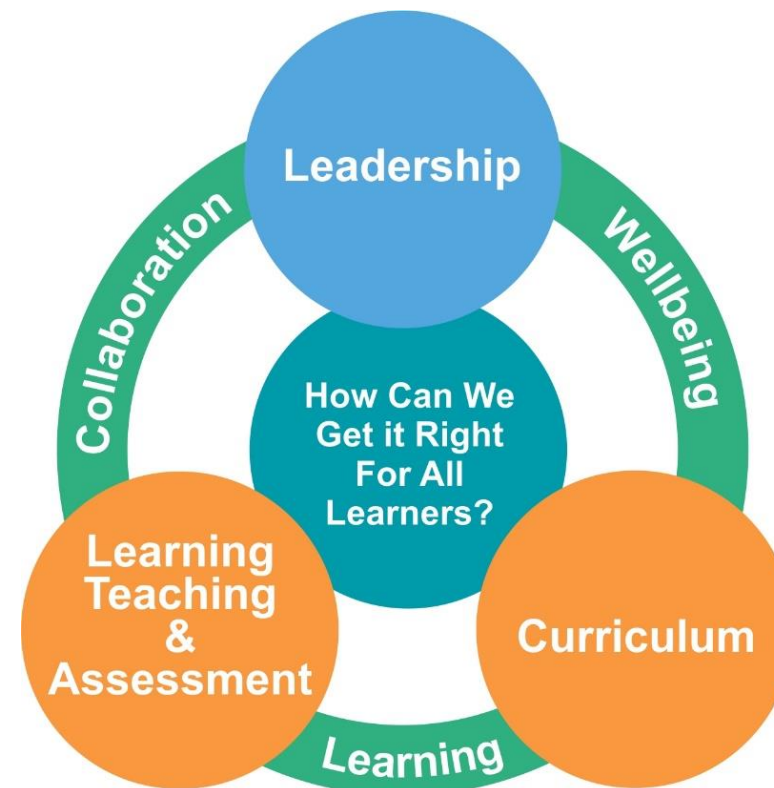 Leadership
Collaboration
Wellbeing
How Can We
Get it Right
For All
Learners?
Learning
Teaching
&
Assessment
Curriculum
Learning